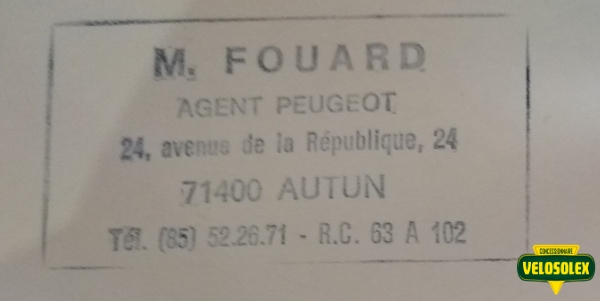 M. FOUARD
AGENT PEUGEOT
24, avenue de la République, 24
71400 AUTUN
Tél. (85) 52.26.71 - R.C. 63 A 102
CONCESSIONNAIRE
VELOSOLEX